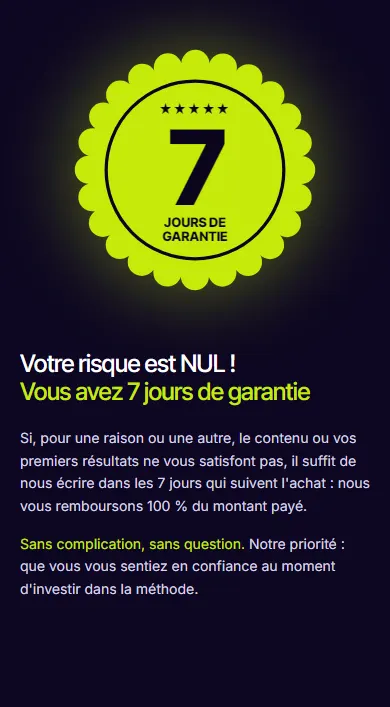 ★★★★★
7
JOURS DE
GARANTIE
Votre risque est NUL !
Vous avez 7 jours de garantie
Si, pour une raison ou une autre, le contenu ou vos
premiers résultats ne vous satisfont pas, il suffit de
nous écrire dans les 7 jours qui suivent l'achat : nous
vous remboursons 100 % du montant payé.
Sans complication, sans question. Notre priorité :
que vous vous sentiez en confiance au moment
d'investir dans la méthode.